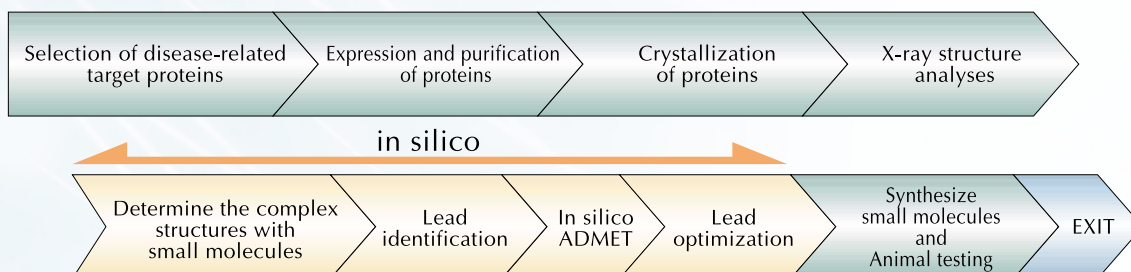 Selection of disease-related
target proteins
Expression and purification
of proteins
Crystallization
of proteins
X-ray structure
analyses
in silico
Determine the complex
structures with
small molecules
Lead
identification
In silico
ADMET
Lead
optimization
Synthesize
small molecules
and
Animal testing
EXIT